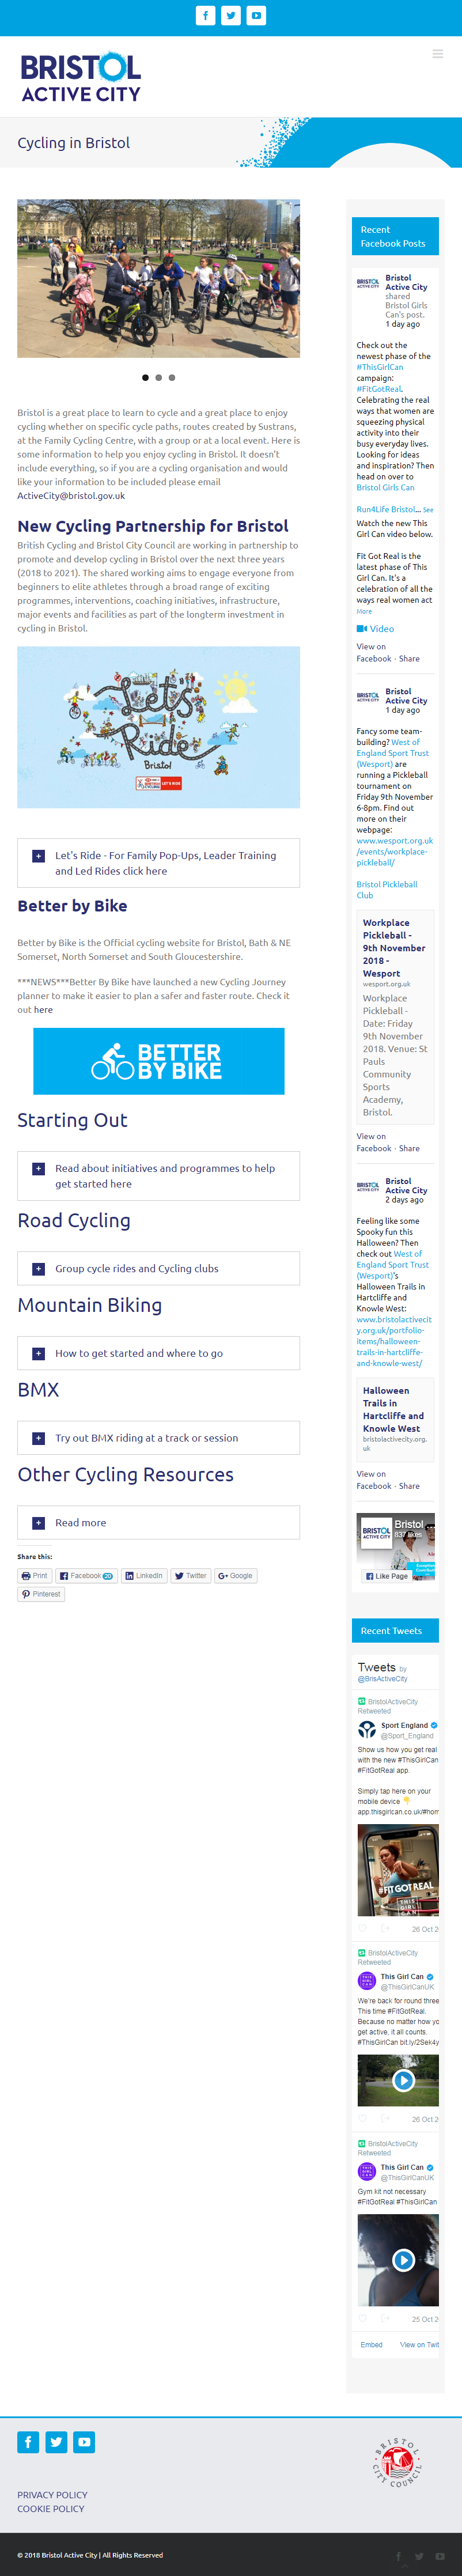 BRISTOL
ACTIVE CITY
Cycling in Bristol
Bristol is a great place to learn to cycle and a great place to enjoy
cycling whether on specific cycle paths, routes created by Sustrans,
at the Family Cycling Centre, with a group or at a local event. Here is
some information to help you enjoy cycling in Bristol. It doesn't
include everything, so if you are a cycling organisation and would
like your information to be included please email
ActiveCity@bristol.gov.uk
New Cycling Partnership for Bristol
British Cycling and Bristol City Council are working in partnership to
promote and develop cycling in Bristol over the next three years
(2018 to 2021). The shared working aims to engage everyone from
beginners to elite athletes through a broad range of exciting
programmes, interventions, coaching initiatives, infrastructure,
major events and facilities as part of the longterm investment in
cycling in Bristol.
Let's
Ride
Bristol
LET'S RIDE
Let's Ride - For Family Pop-Ups, Leader Training
and Led Rides click here
Better by Bike
Better by Bike is the Official cycling website for Bristol, Bath & NE
Somerset, North Somerset and South Gloucestershire.
***NEWS***Better By Bike have launched a new Cycling Journey
planner to make it easier to plan a safer and faster route. Check it
out here
BETTER
BY BIKE
Starting Out
Read about initiatives and programmes to help
get started here
Road Cycling
Group cycle rides and Cycling clubs
Mountain Biking
How to get started and where to go
BMX
Try out BMX riding at a track or session
Other Cycling Resources
Read more
Share this:
Print
Facebook 20
LinkedIn
Twitter
Google
Pinterest
Recent
Facebook Posts
BRISTOL
ACTIVE CITY
Bristol
Active City
shared
Bristol Girls
Can's post.
1 day ago
Check out the
newest phase of the
#ThisGirlCan
campaign:
#FitGotReal.
Celebrating the real
ways that women are
squeezing physical
activity into their
busy everyday lives.
Looking for ideas
and inspiration? Then
head on over to
Bristol Girls Can
Run4Life Bristol... See
Watch the new This
Girl Can video below.
Fit Got Real is the
latest phase of This
Girl Can. It's a
celebration of all the
ways real women act
More
Video
View on
Facebook · Share
BRISTOL
ACTIVE CITY
Bristol
Active City
1 day ago
Fancy some team-
building? West of
England Sport Trust
(Wesport) are
running a Pickleball
tournament on
Friday 9th November
6-8pm. Find out
more on their
webpage:
www.wesport.org.uk
/events/workplace-
pickleball/
Bristol Pickleball
Club
Workplace
Pickleball -
9th November
2018 -
Wesport
wesport.org.uk
Workplace
Pickleball -
Date: Friday
9th November
2018. Venue: St
Pauls
Community
Sports
Academy,
Bristol.
View on
Facebook · Share
BRISTOL
ACTIVE CITY
Bristol
Active City
2 days ago
Feeling like some
Spooky fun this
Halloween? Then
check out West of
England Sport Trust
(Wesport)'s
Halloween Trails in
Hartcliffe and
Knowle West:
www.bristolactivecit
y.org.uk/portfolio-
items/halloween-
trails-in-hartcliffe-
and-knowle-west/
Halloween
Trails in
Hartcliffe and
Knowle West
bristolactivecity.org.
uk
View on
Facebook · Share
BRISTOL
ACTIVE CITY
Bristol ...
837 likes
Like Page
Recent Tweets
Tweets by
@BrisActiveCity
BristolActiveCity
Retweeted
Sport England
@Sport_England
Show us how you get real
with the new #ThisGirlCan
#FitGotReal app.
Simply tap here on your
mobile device
app.thisgirlcan.co.uk/#hom
#FIT GOT REAL
THIS
GIRL
CAN
26 Oct 2
BristolActiveCity
Retweeted
This Girl Can
@ThisGirlCanUK
We're back for round three
This time #FitGotReal.
Because no matter how yo
get active, it all counts.
#ThisGirlCan bit.ly/2Sek4y
26 Oct 2
BristolActiveCity
Retweeted
This Girl Can
@ThisGirlCanUK
Gym kit not necessary
#FitGotReal #ThisGirlCan
25 Oct 2
Embed
View on Twit
BRISTOL
CITY COUNCIL
PRIVACY POLICY
COOKIE POLICY
© 2018 Bristol Active City | All Rights Reserved